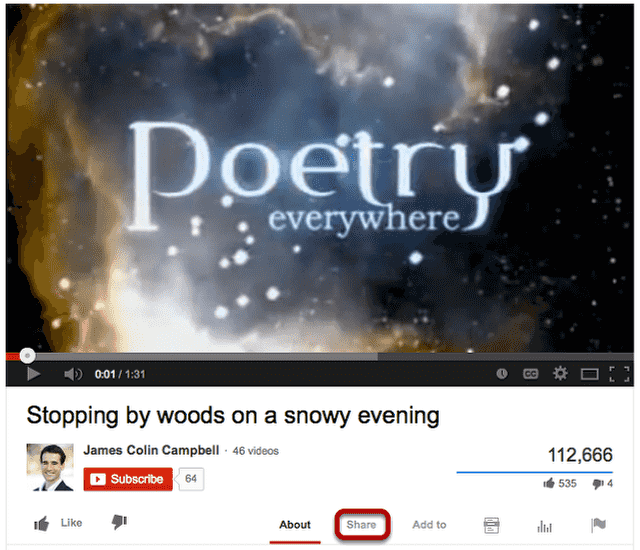 Poetry
everywhere
0:01 / 1:31
CC
Stopping by woods on a snowy evening
James Colin Campbell · 46 videos
Subscribe 64
112,666
535 4
Like
About Share Add to